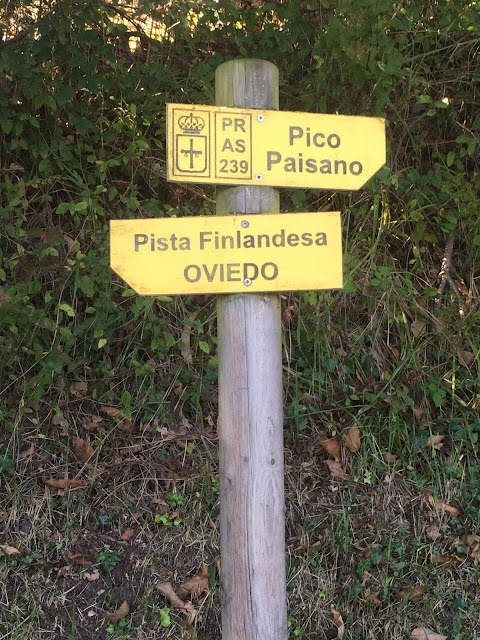 PR
AS
239
Pico
Paisano
Pista Finlandesa
OVIEDO